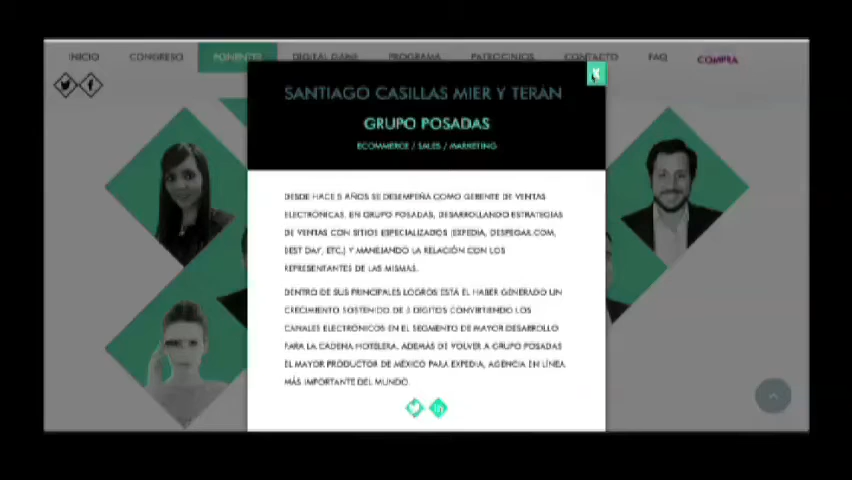 INICIO CONGRESO PONENTES DIGITAL GAME PROGRAMA PATROCINIOS CONTACTO FAQ COMPRA
SANTIAGO CASILLAS MIER Y TERAN
GRUPO POSADAS
ECOMMERCE / SALES / MARKETING
DESDE HACE 5 AÑOS SE DESEMPEÑA COMO GERENTE DE VENTAS
ELECTRÓNICAS, EN GRUPO POSADAS, DESARROLLANDO ESTRATEGIAS
DE VENTAS CON SITIOS ESPECIALIZADOS (EXPEDIA, DESPEGAR.COM,
BEST DAY, ETC.) Y MANEJANDO LA RELACIÓN CON LOS
REPRESENTANTES DE LAS MISMAS.
DENTRO DE SUS PRINCIPALES LOGROS ESTÁ EL HABER GENERADO UN
CRECIMIENTO SOSTENIDO DE 3 DIGITOS CONVIRTIENDO LOS
CANALES ELECTRÓNICOS EN EL SEGMENTO DE MAYOR DESARROLLO
PARA LA CADENA HOTELERA. ADEMÁS DE VOLVER A GRUPO POSADAS
EL MAYOR PRODUCTOR DE MÉXICO PARA EXPEDIA, AGENCIA EN LÍNEA
MÁS IMPORTANTE DEL MUNDO.